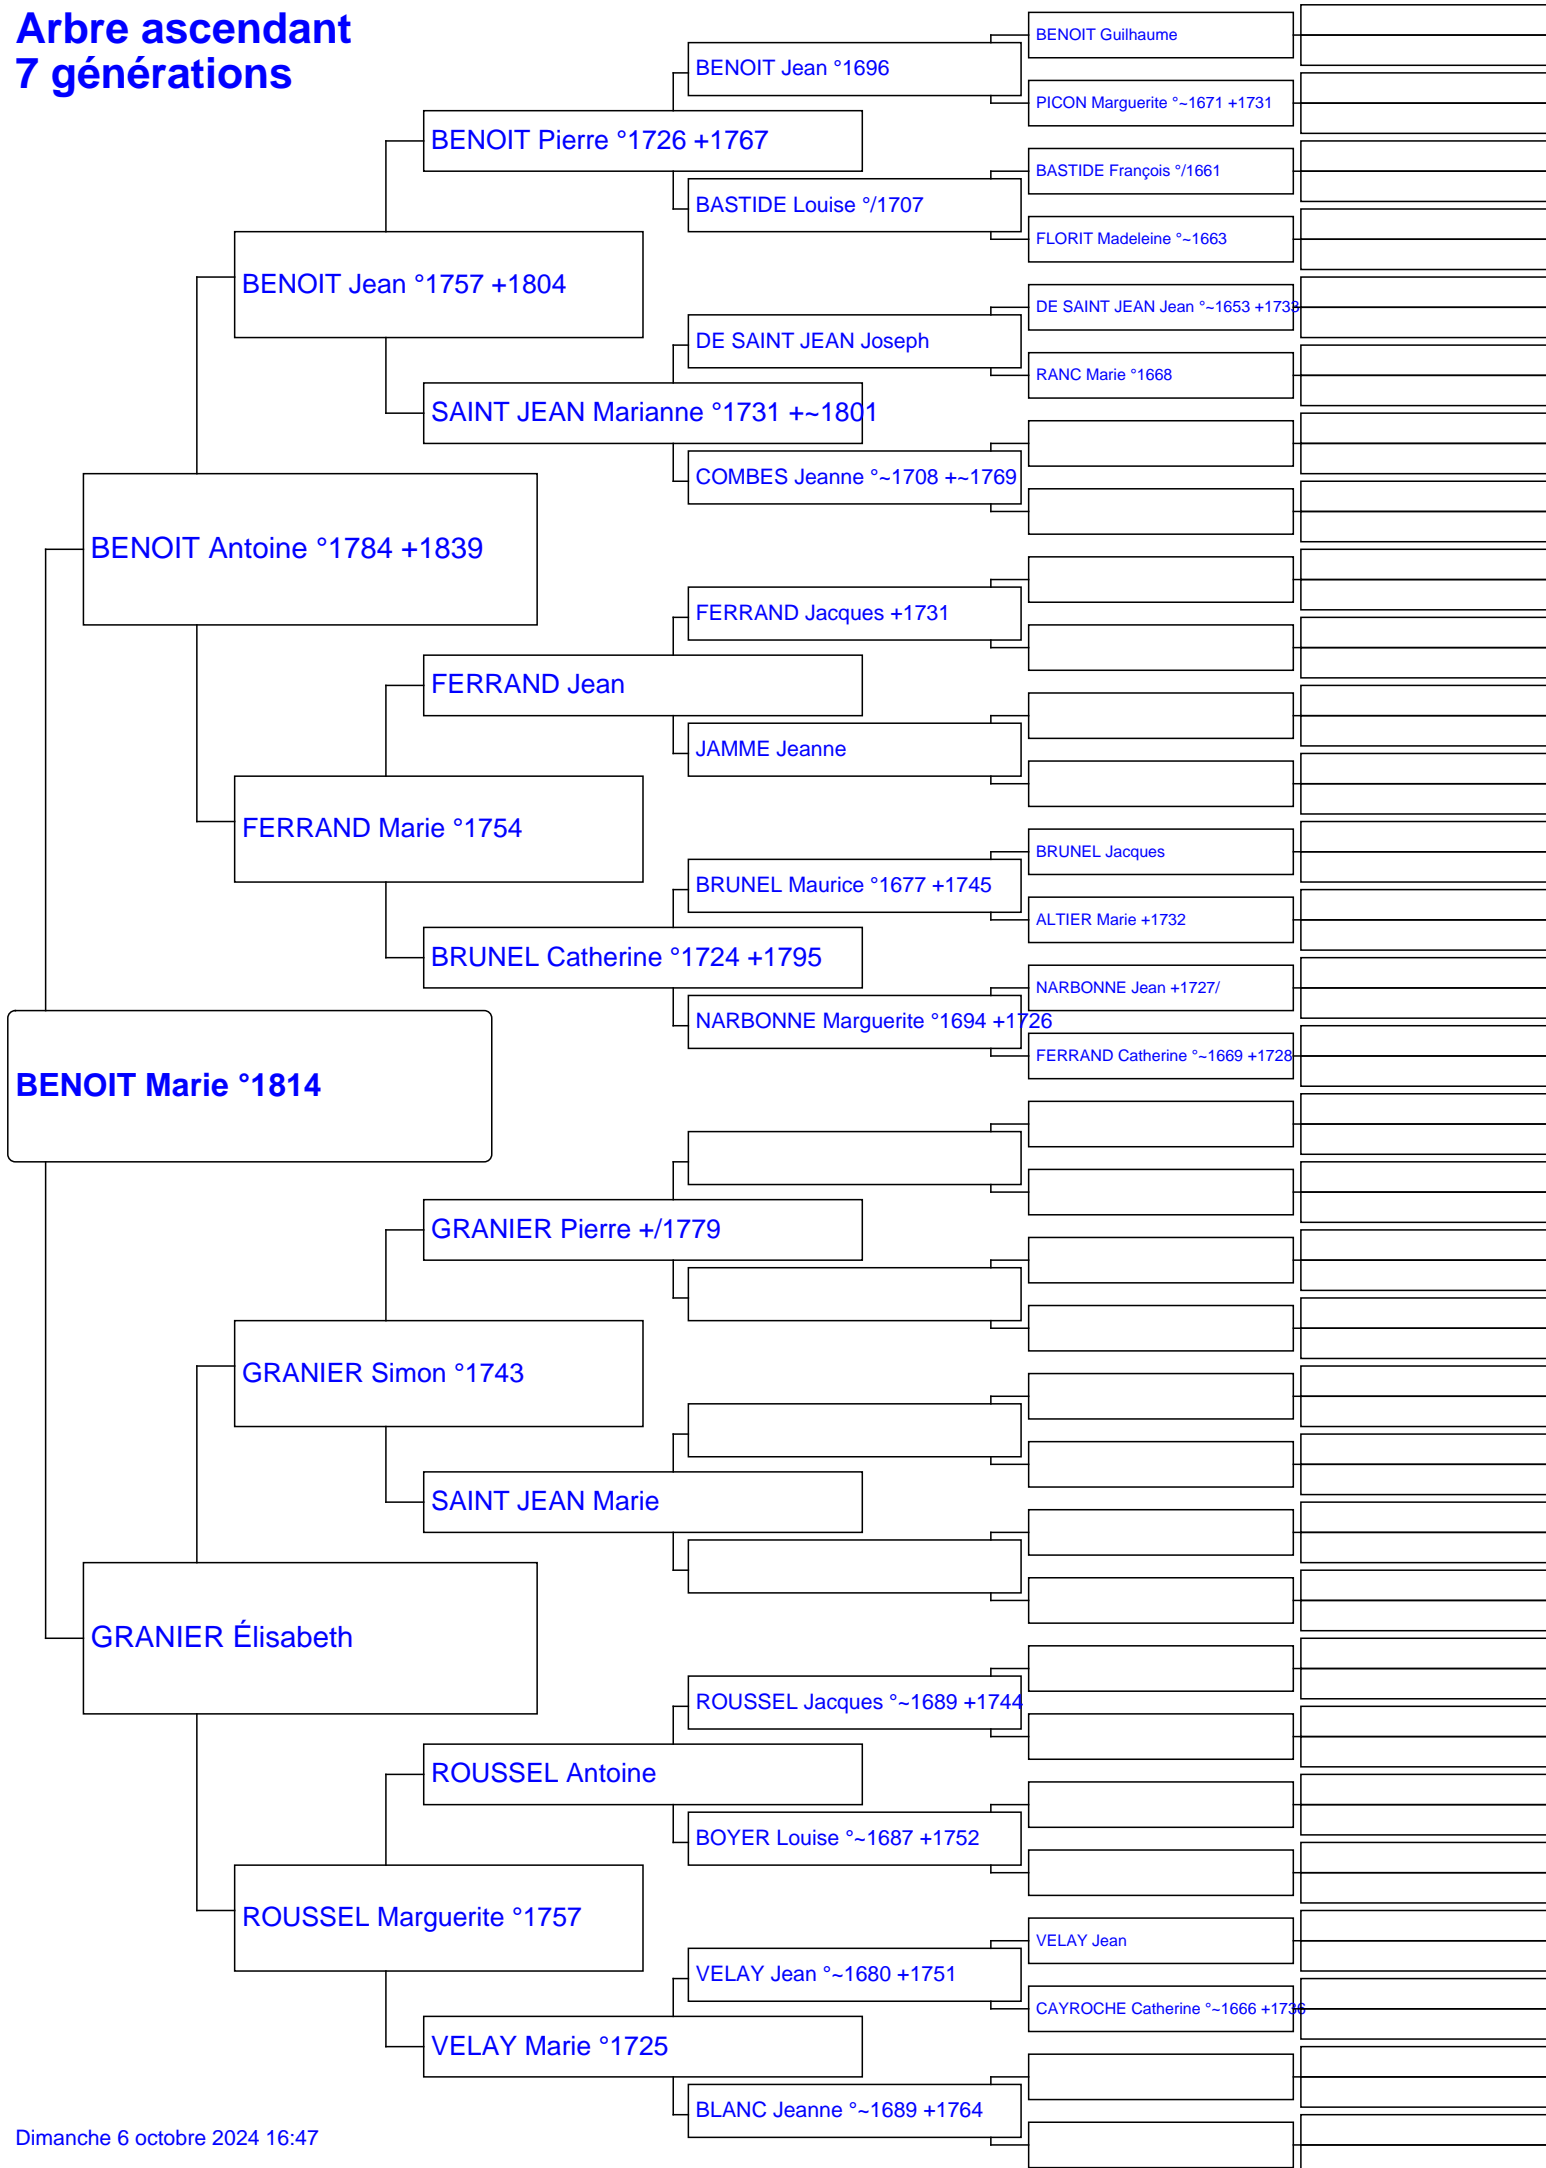 Arbre ascendant
7 générations
BENOIT Guilhaume
BENOIT Jean °1696
PICON Marguerite °~1671 +1731
BENOIT Pierre °1726 +1767
BASTIDE François °/1661
BASTIDE Louise °/1707
FLORIT Madeleine °~1663
BENOIT Jean °1757 +1804
DE SAINT JEAN Jean °~1653 +1733
DE SAINT JEAN Joseph
RANC Marie °1668
SAINT JEAN Marianne °1731 +~1801
COMBES Jeanne °~1708 +~1769
BENOIT Antoine °1784 +1839
FERRAND Jacques +1731
FERRAND Jean
JAMME Jeanne
FERRAND Marie °1754
BRUNEL Jacques
BRUNEL Maurice °1677 +1745
ALTIER Marie +1732
BRUNEL Catherine °1724 +1795
NARBONNE Jean +1727/
NARBONNE Marguerite °1694 +1726
FERRAND Catherine °~1669 +1728
BENOIT Marie °1814
GRANIER Pierre +/1779
GRANIER Simon °1743
SAINT JEAN Marie
GRANIER Élisabeth
ROUSSEL Jacques °~1689 +1744
ROUSSEL Antoine
BOYER Louise °~1687 +1752
ROUSSEL Marguerite °1757
VELAY Jean
VELAY Jean °~1680 +1751
CAYROCHE Catherine °~1666 +1736
VELAY Marie °1725
BLANC Jeanne °~1689 +1764
Dimanche 6 octobre 2024 16:47